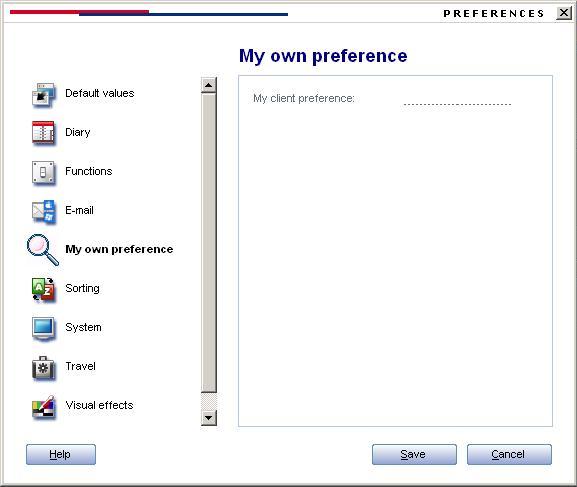 PREFERENCES
My own preference
Default values
Diary
Functions
E-mail
My own preference
Sorting
System
Travel
Visual effects
My client preference:
Help
Save
Cancel